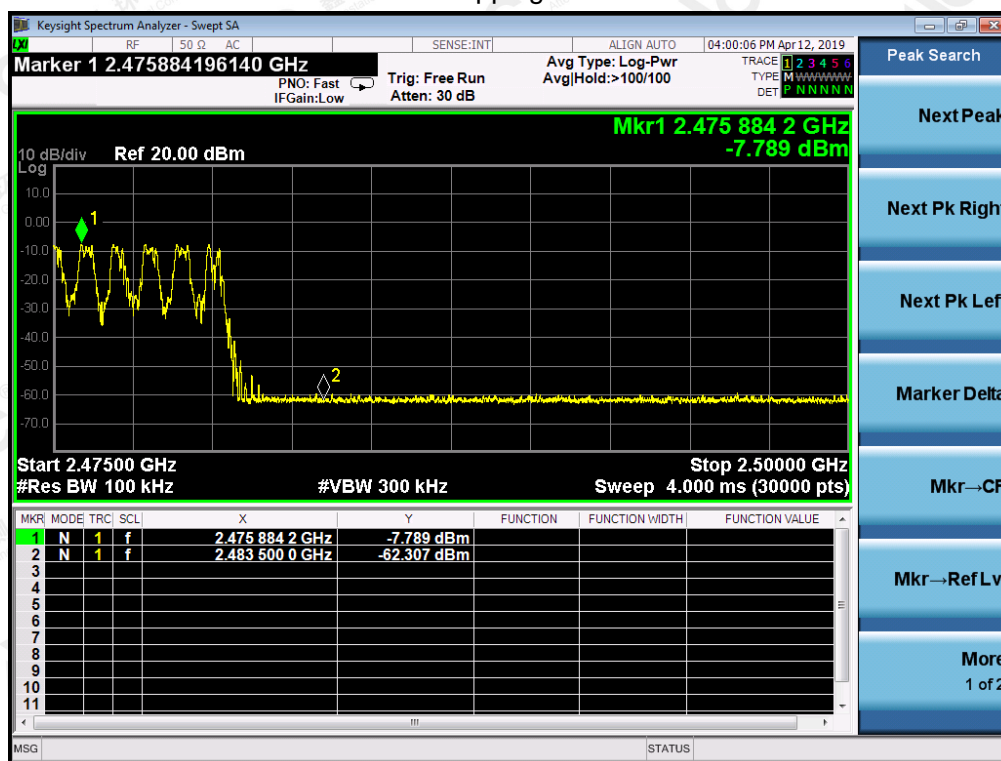 Keysight Spectrum Analyzer - Swept SA
LXI RF 50 Ω AC SENSE:INT ALIGN AUTO 04:00:06 PM Apr 12, 2019
Marker 1 2.475884196140 GHz
PNO: Fast
IFGain:Low
Trig: Free Run
Atten: 30 dB
Avg Type: Log-Pwr
Avg|Hold:>100/100
TRACE 1 2 3 4 5 6
TYPE M WWWWW
DET P N N N N N
Mkr1 2.475 884 2 GHz
-7.789 dBm
10 dB/div Ref 20.00 dBm
Log
10.0
0.00
-10.0
-20.0
-30.0
-40.0
-50.0
-60.0
-70.0
1
2
Start 2.47500 GHz Stop 2.50000 GHz
#Res BW 100 kHz #VBW 300 kHz Sweep 4.000 ms (30000 pts)
MKR MODE TRC SCL X Y FUNCTION FUNCTION WIDTH FUNCTION VALUE
1 N 1 f 2.475 884 2 GHz -7.789 dBm
2 N 1 f 2.483 500 0 GHz -62.307 dBm
3
4
5
6
7
8
9
10
11
MSG STATUS
Peak Search
Next Peak
Next Pk Right
Next Pk Left
Marker Delta
Mkr→CF
Mkr→Ref Lv
More
1 of 2